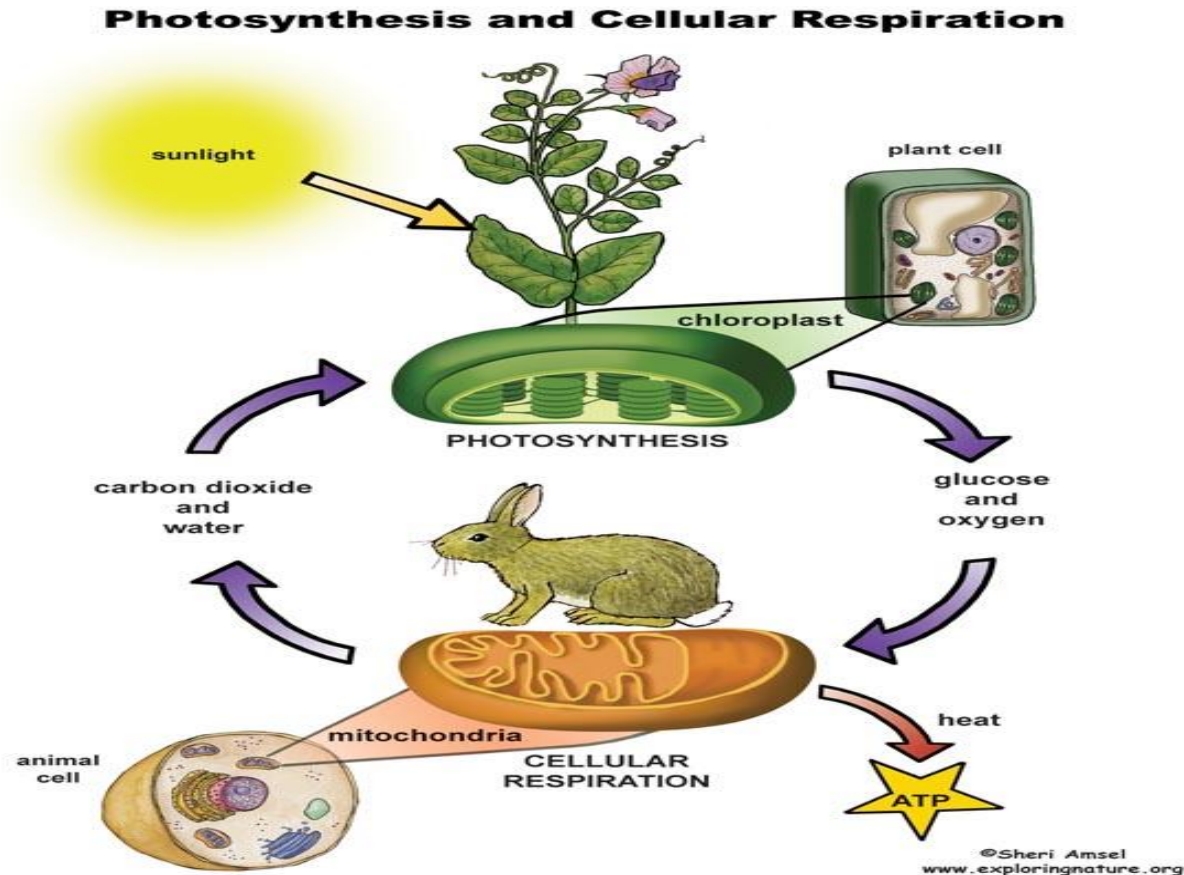 Photosynthesis and Cellular Respiration
sunlight
plant cell
chloroplast
PHOTOSYNTHESIS
carbon dioxide
and
water
glucose
and
oxygen
mitochondria
animal
cell
CELLULAR
RESPIRATION
heat
ATP
©Sheri Amsel
www.exploringnature.org